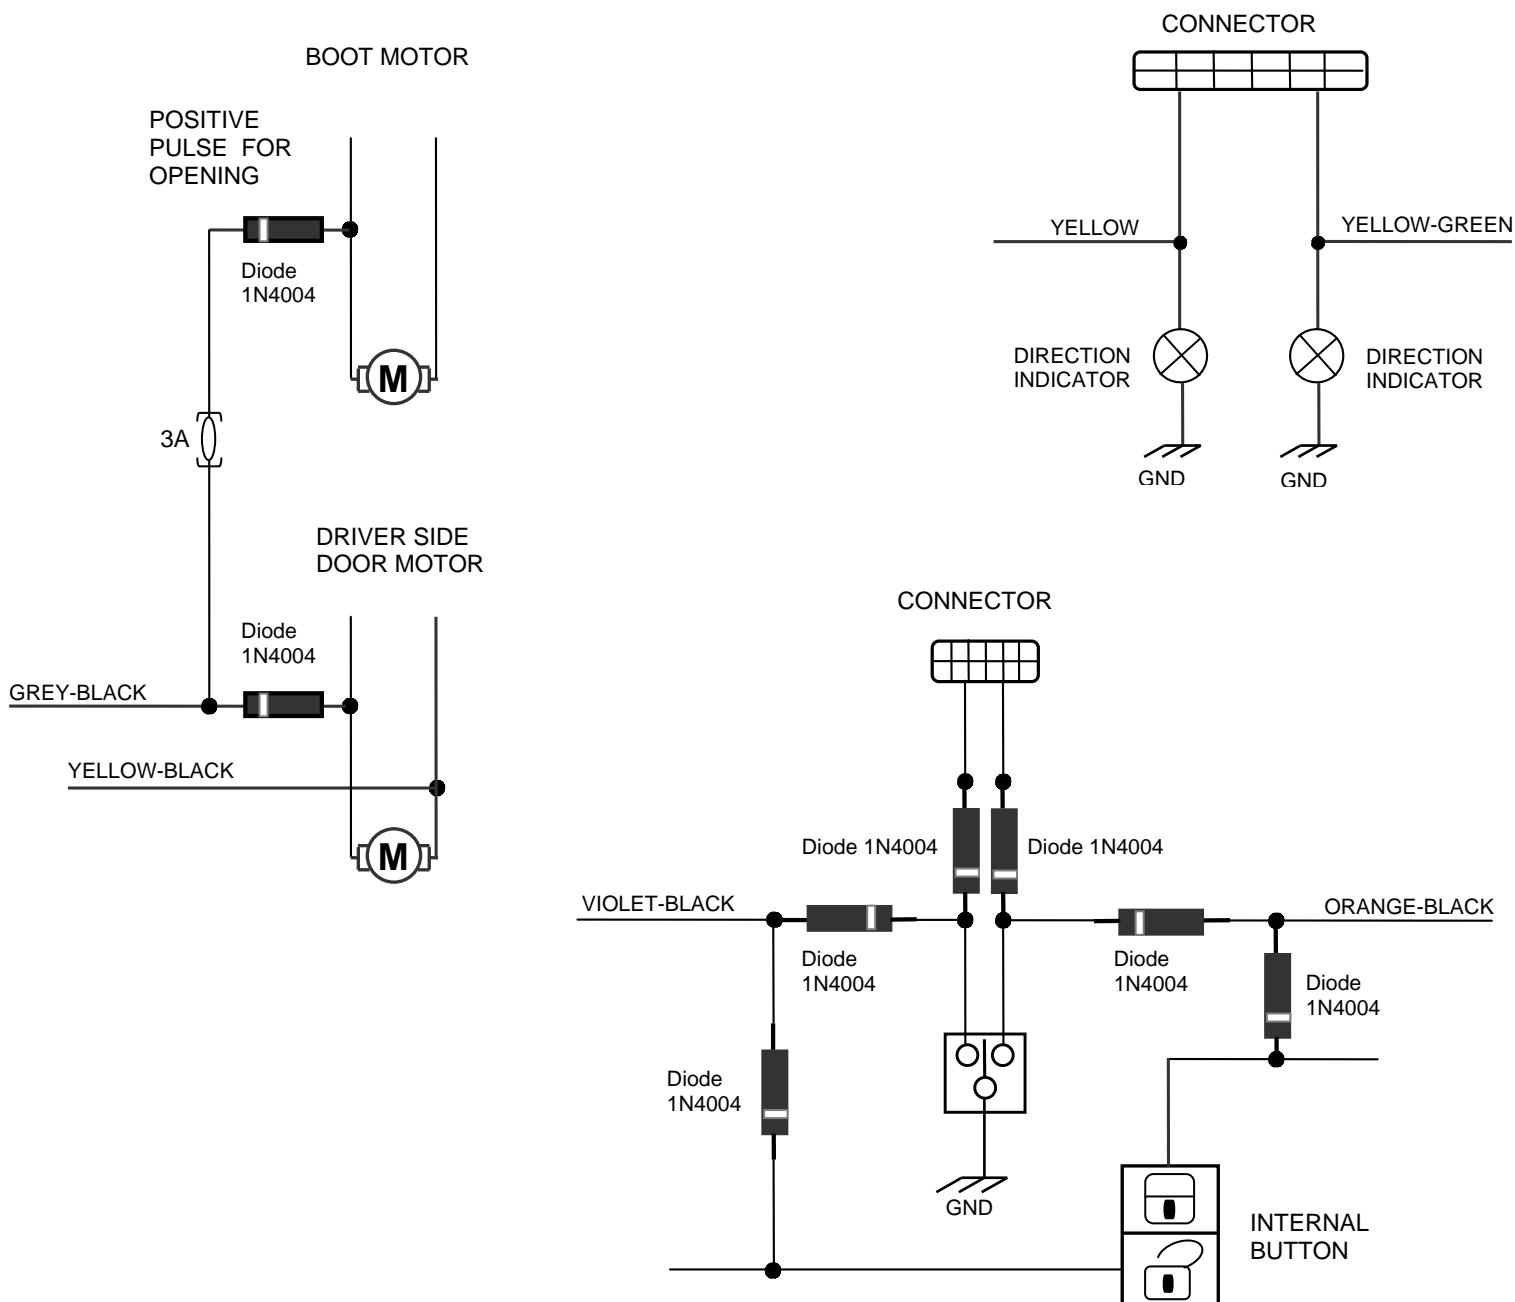 CONNECTOR
BOOT MOTOR
POSITIVE
PULSE FOR
OPENING
YELLOW
YELLOW-GREEN
Diode
1N4004
DIRECTION
INDICATOR
DIRECTION
INDICATOR
M
3A
GND
GND
DRIVER SIDE
DOOR MOTOR
CONNECTOR
Diode
1N4004
GREY-BLACK
YELLOW-BLACK
M
Diode 1N4004
Diode 1N4004
VIOLET-BLACK
ORANGE-BLACK
Diode
1N4004
Diode
1N4004
Diode
1N4004
Diode
1N4004
GND
INTERNAL
BUTTON